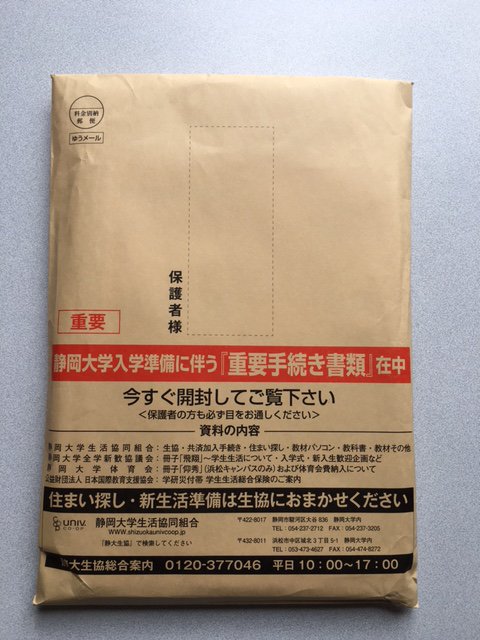 料金別納
郵便
ゆうメール
保護者様
重要
静岡大学入学準備に伴う『重要手続き書類』在中
今すぐ開封してご覧下さい
<保護者の方も必ず目をお通しください>
資料の内容
静岡大学生活協同組合：生協・共済加入手続き・住まい探し・教材パソコン・教科書・教材その他
静岡大学全学新歓協議会：冊子「飛翔」～学生生活について・入学式・新入生歓迎企画など
静岡大学体育会：冊子「仰秀」（浜松キャンパスのみ）および体育会費納入について
公益財団法人 日本国際教育支援協会：学研災付帯 学生生活総合保険のご案内
住まい探し・新生活準備は生協におまかせください
UNIV. CO-OP
静岡大学生活協同組合
www.shizuokaunivcoop.jp
「静大生協」で検索してください
〒422-8017 静岡市駿河区大谷 836 静岡大学内
TEL：054-237-2712 FAX：054-237-3205
〒432-8011 浜松市中区城北3丁目5-1 静岡大学内
TEL：053-473-4627 FAX：054-474-8272
静大生協総合案内 0120-377046 平日10：00～17：00